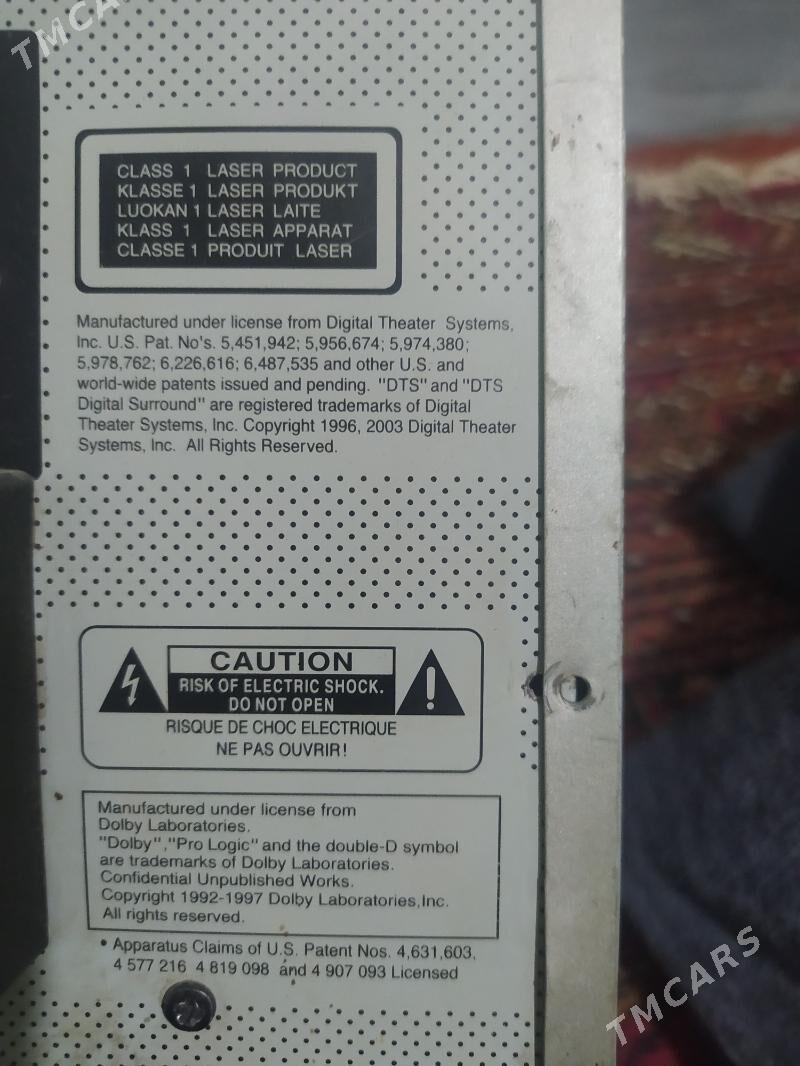 TMCARS
CLASS 1 LASER PRODUCT
KLASSE 1 LASER PRODUKT
LUOKAN 1 LASER LAITE
KLASS 1 LASER APPARAT
CLASSE 1 PRODUIT LASER
Manufactured under license from Digital Theater Systems,
Inc. U.S. Pat. No's. 5,451,942; 5,956,674; 5,974,380;
5,978,762; 6,226,616; 6,487,535 and other U.S. and
world-wide patents issued and pending. "DTS" and "DTS
Digital Surround" are registered trademarks of Digital
Theater Systems, Inc. Copyright 1996, 2003 Digital Theater
Systems, Inc. All Rights Reserved.
CAUTION
RISK OF ELECTRIC SHOCK.
DO NOT OPEN
RISQUE DE CHOC ELECTRIQUE
NE PAS OUVRIR!
Manufactured under license from
Dolby Laboratories.
"Dolby","Pro Logic" and the double-D symbol
are trademarks of Dolby Laboratories.
Confidential Unpublished Works.
Copyright 1992-1997 Dolby Laboratories,Inc.
All rights reserved.
• Apparatus Claims of U.S. Patent Nos. 4,631,603,
4 577 216 4 819 098 and 4 907 093 Licensed
TMCARS